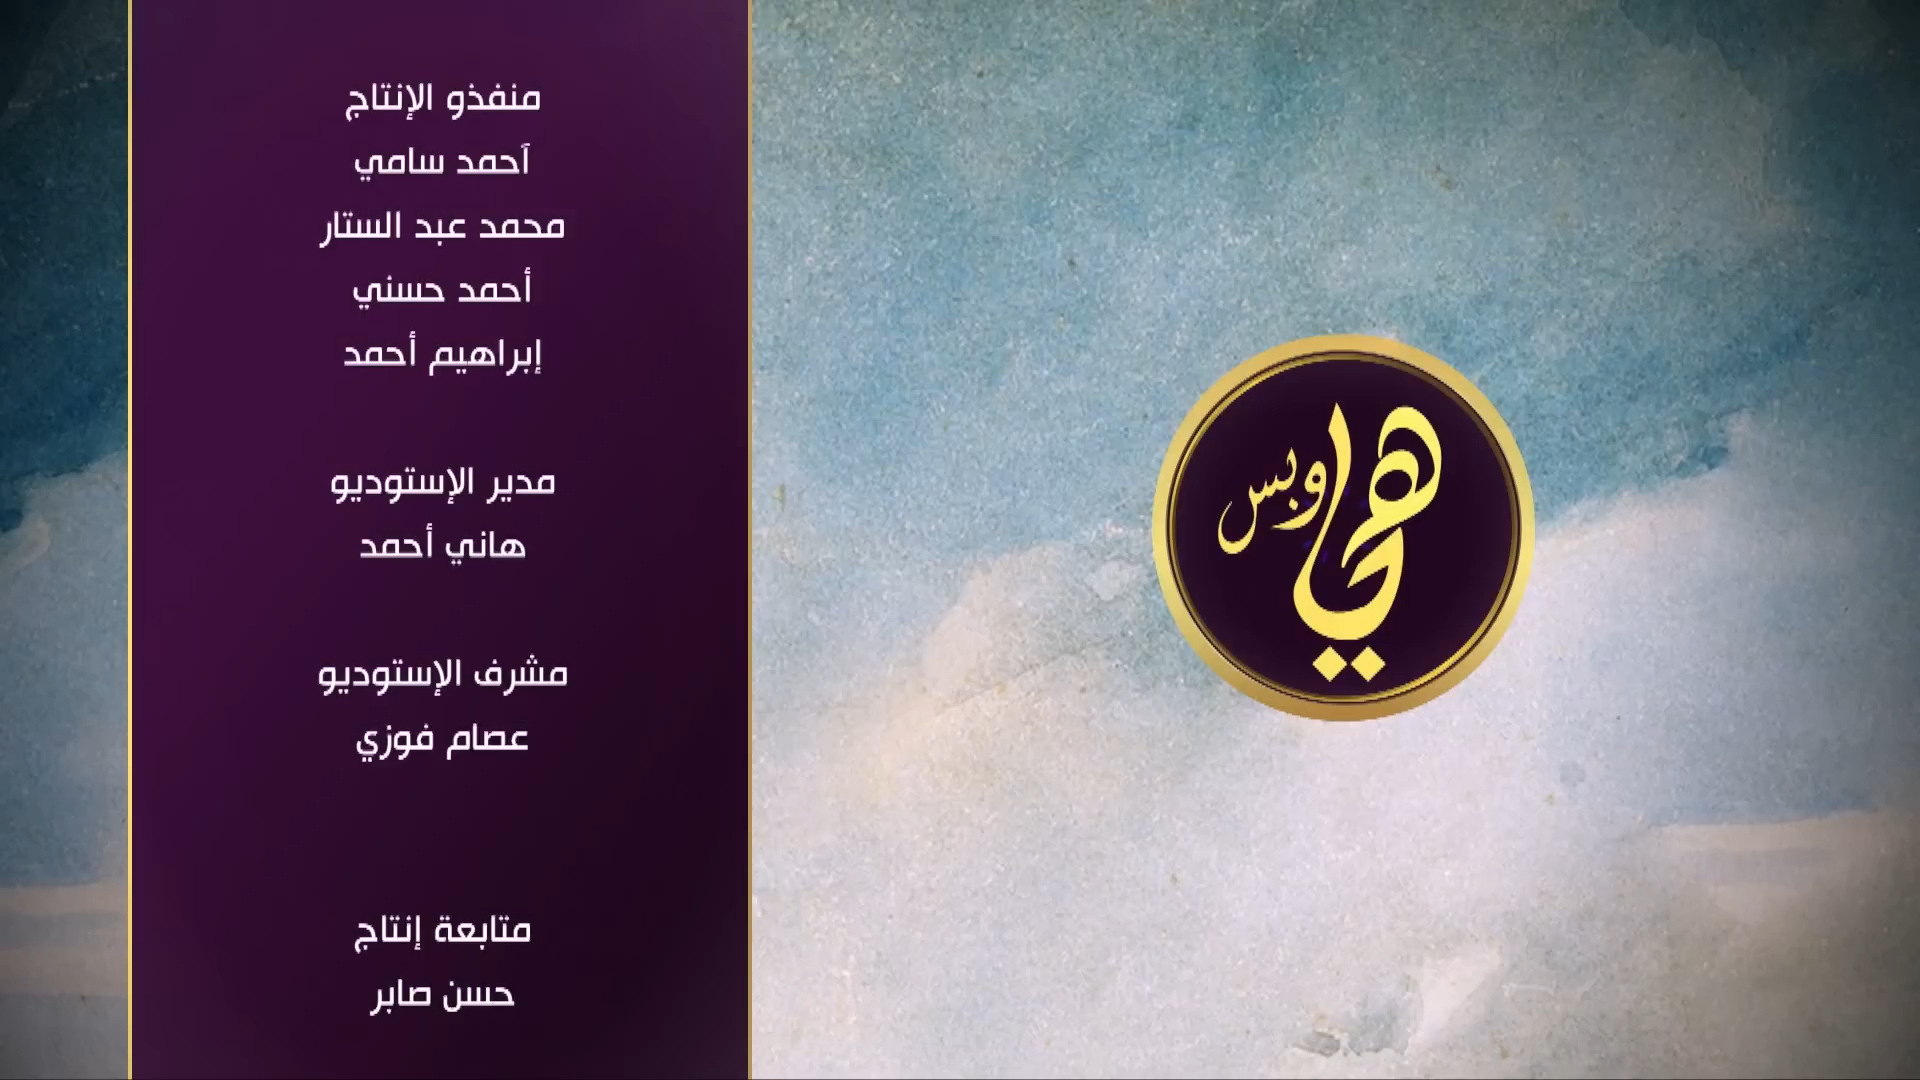 منفذو الإنتاج
أحمد سامي
محمد عبد الستار
أحمد حسني
إبراهيم أحمد
مدير الإستوديو
هاني أحمد
مشرف الإستوديو
عصام فوزي
متابعة إنتاج
حسن صابر
هي وبس